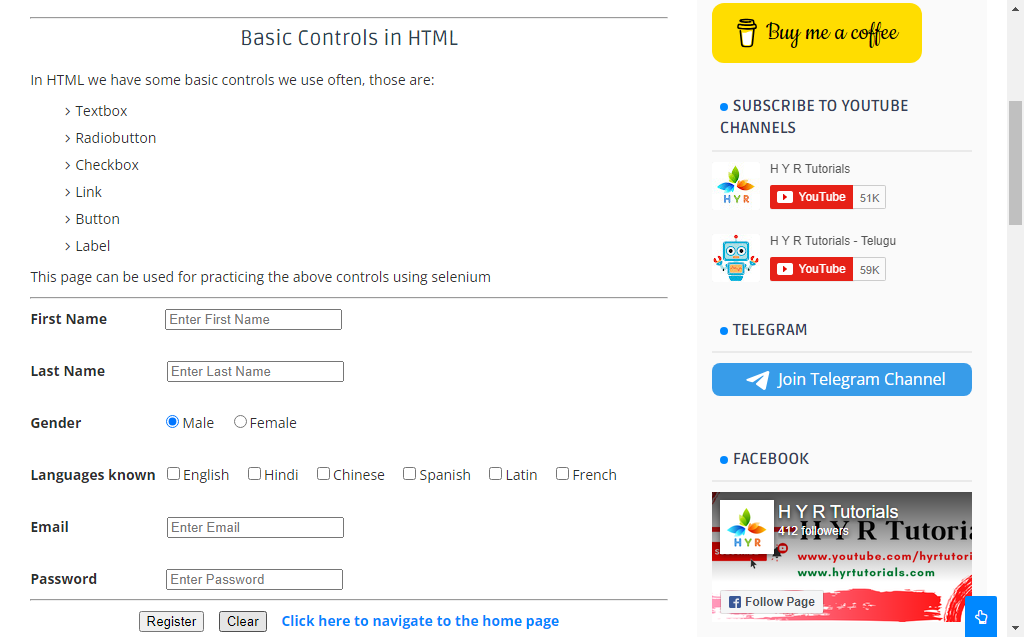 Basic Controls in HTML
In HTML we have some basic controls we use often, those are:
Textbox
Radiobutton
Checkbox
Link
Button
Label
This page can be used for practicing the above controls using selenium
First Name Enter First Name
Last Name Enter Last Name
Gender Male Female
Languages known English Hindi Chinese Spanish Latin French
Email Enter Email
Password Enter Password
Register Clear Click here to navigate to the home page
Buy me a coffee
SUBSCRIBE TO YOUTUBE
CHANNELS
H Y R Tutorials
HYR
YouTube 51K
H Y R Tutorials - Telugu
YouTube 59K
TELEGRAM
Join Telegram Channel
FACEBOOK
H Y R Tutorials
412 followers
HYR
H Y R Tutoria
www.youtube.com/hyrtutori
www.hyrtutorials.com
Follow Page